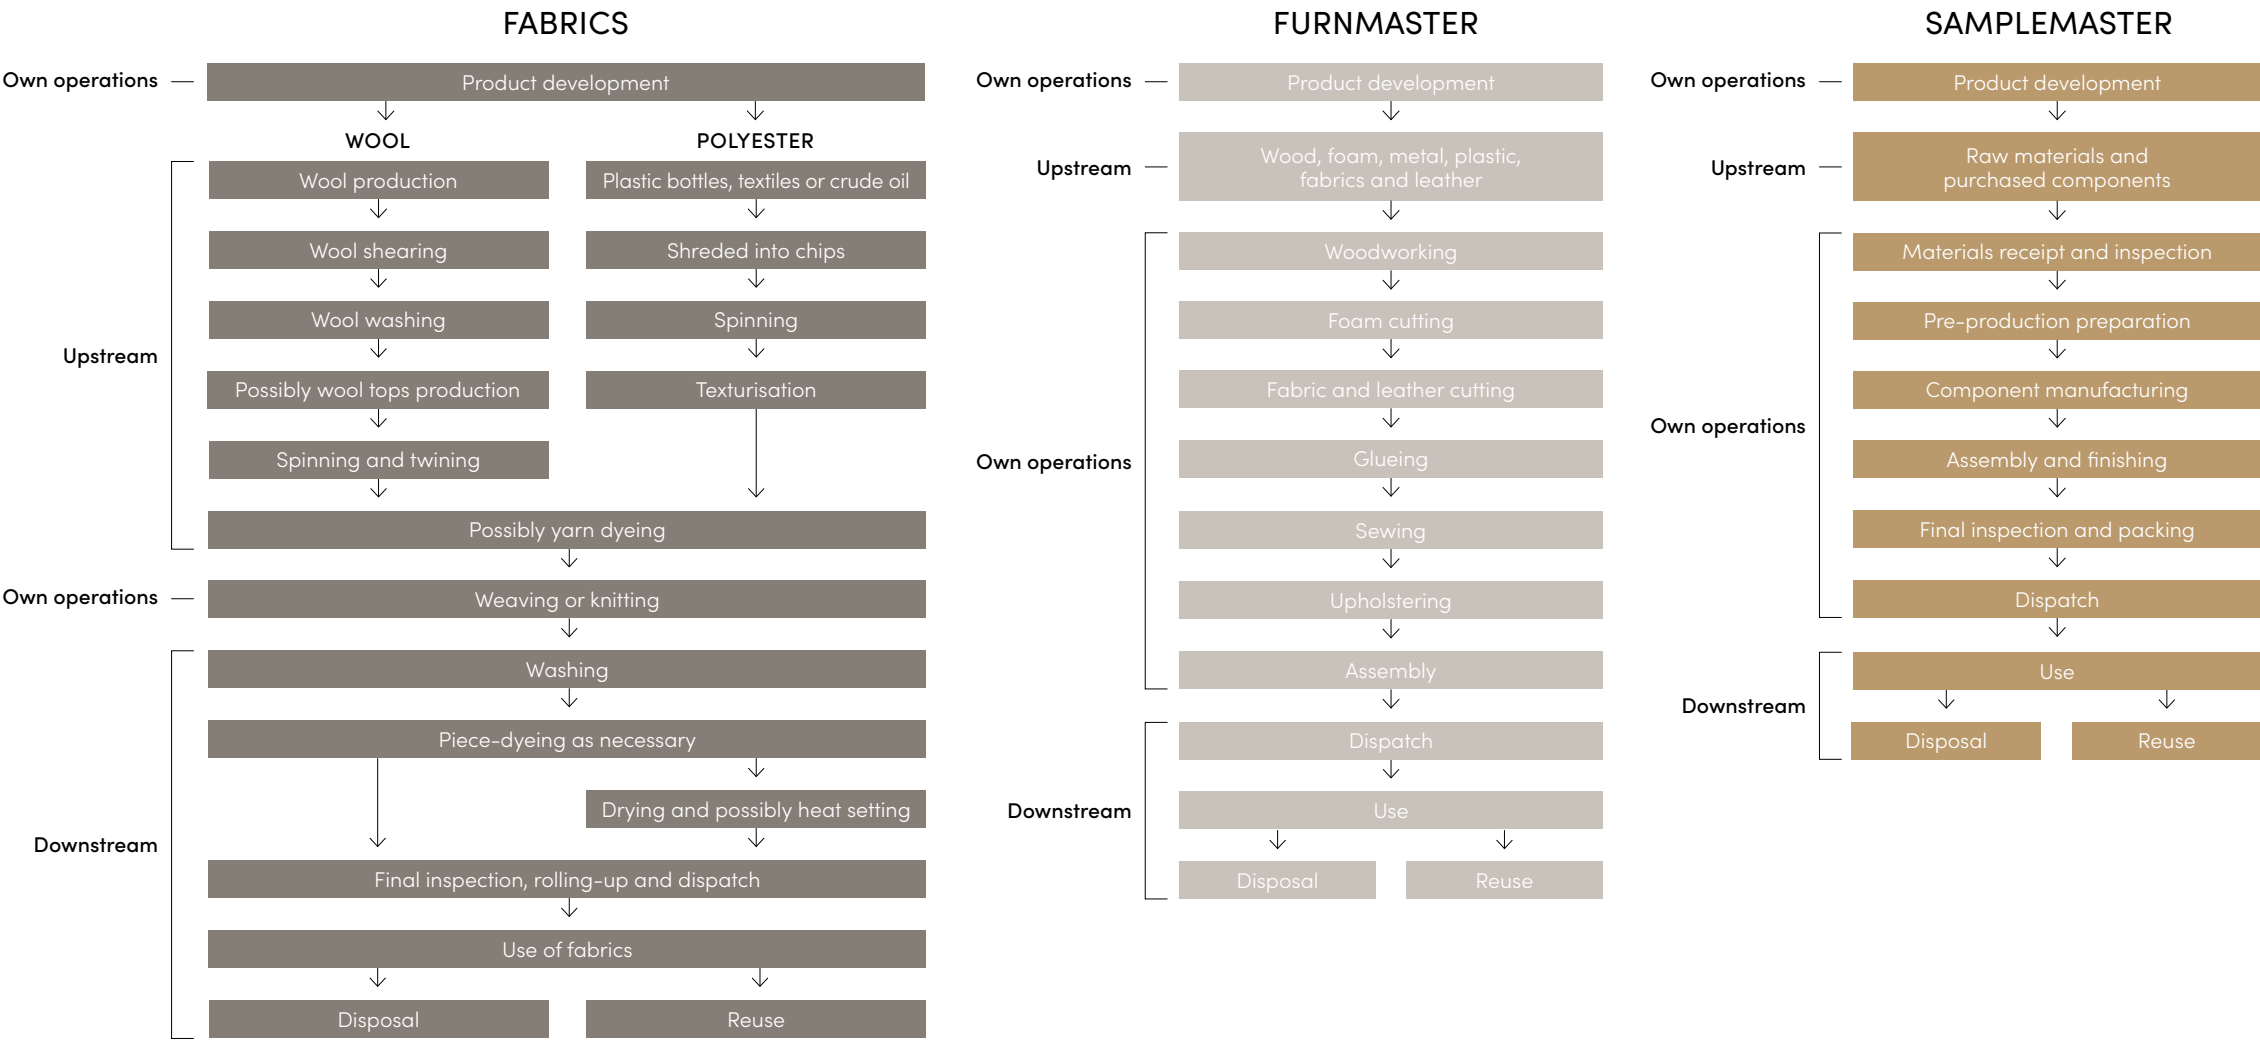 FABRICS
Own operations
Product development
WOOL
POLYESTER
Upstream
Wool production
Plastic bottles, textiles or crude oil
Wool shearing
Shreded into chips
Wool washing
Spinning
Possibly wool tops production
Texturisation
Spinning and twining
Possibly yarn dyeing
Own operations
Weaving or knitting
Downstream
Washing
Piece-dyeing as necessary
Drying and possibly heat setting
Final inspection, rolling-up and dispatch
Use of fabrics
Disposal
Reuse
FURNMASTER
Own operations
Product development
Upstream
Wood, foam, metal, plastic,
fabrics and leather
Own operations
Woodworking
Foam cutting
Fabric and leather cutting
Glueing
Sewing
Upholstering
Assembly
Downstream
Dispatch
Use
Disposal
Reuse
SAMPLEMASTER
Own operations
Product development
Upstream
Raw materials and
purchased components
Own operations
Materials receipt and inspection
Pre-production preparation
Component manufacturing
Assembly and finishing
Final inspection and packing
Dispatch
Downstream
Use
Disposal
Reuse